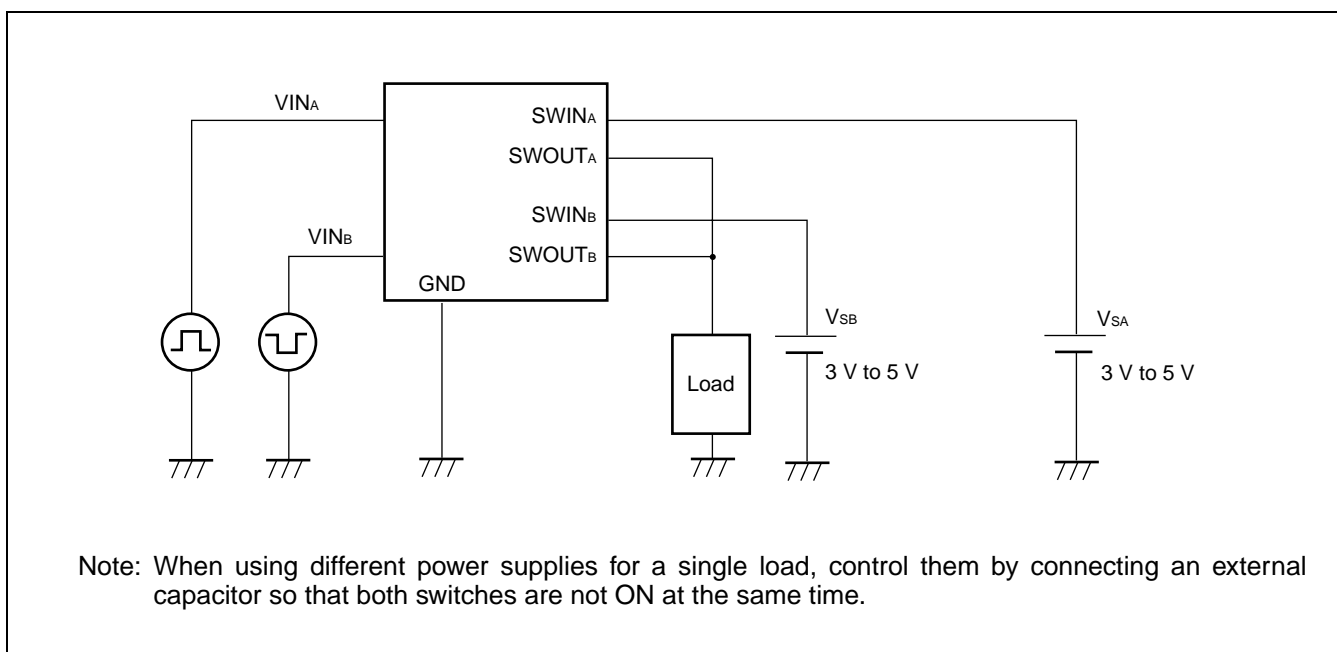 VINA
SWINA
SWOUTA
SWINB
VINB
SWOUTB
GND
VSB
VSA
Load
3 V to 5 V
3 V to 5 V
Note: When using different power supplies for a single load, control them by connecting an external
capacitor so that both switches are not ON at the same time.